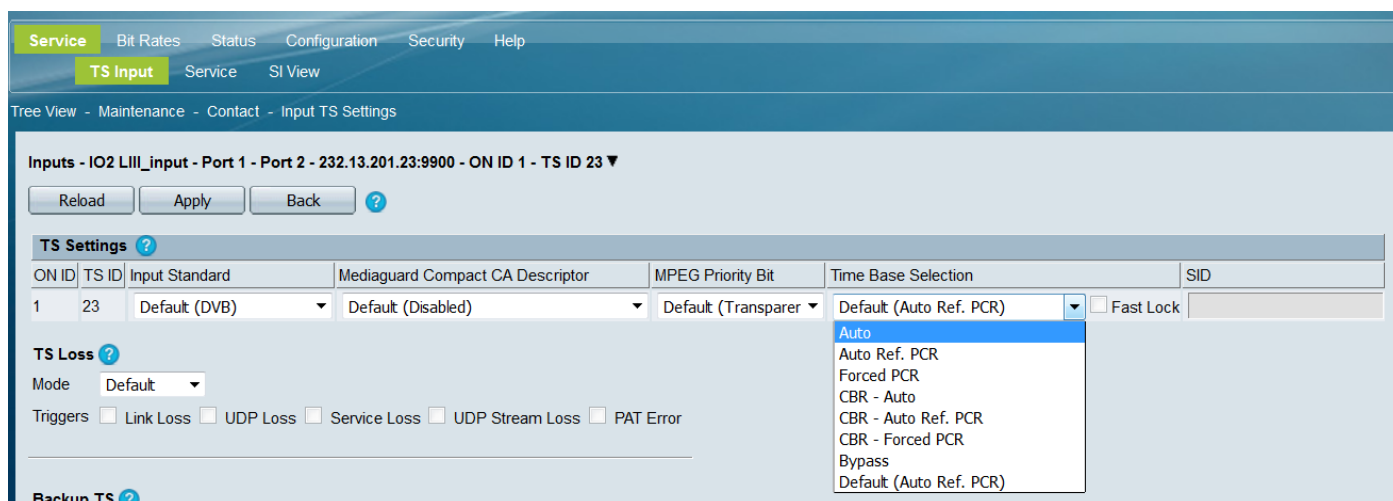 Service Bit Rates Status Configuration Security Help
TS Input Service SI View
Tree View - Maintenance - Contact - Input TS Settings
Inputs - IO2 LIII_input - Port 1 - Port 2 - 232.13.201.23:9900 - ON ID 1 - TS ID 23 ▼
Reload Apply Back ?
TS Settings ?
ON ID TS ID Input Standard Mediaguard Compact CA Descriptor MPEG Priority Bit Time Base Selection SID
1 23 Default (DVB) Default (Disabled) Default (Transparer Default (Auto Ref. PCR) Fast Lock
Auto
Auto Ref. PCR
Forced PCR
CBR - Auto
CBR - Auto Ref. PCR
CBR - Forced PCR
Bypass
Default (Auto Ref. PCR)
TS Loss ?
Mode Default
Triggers Link Loss UDP Loss Service Loss UDP Stream Loss PAT Error
Backup TS ?